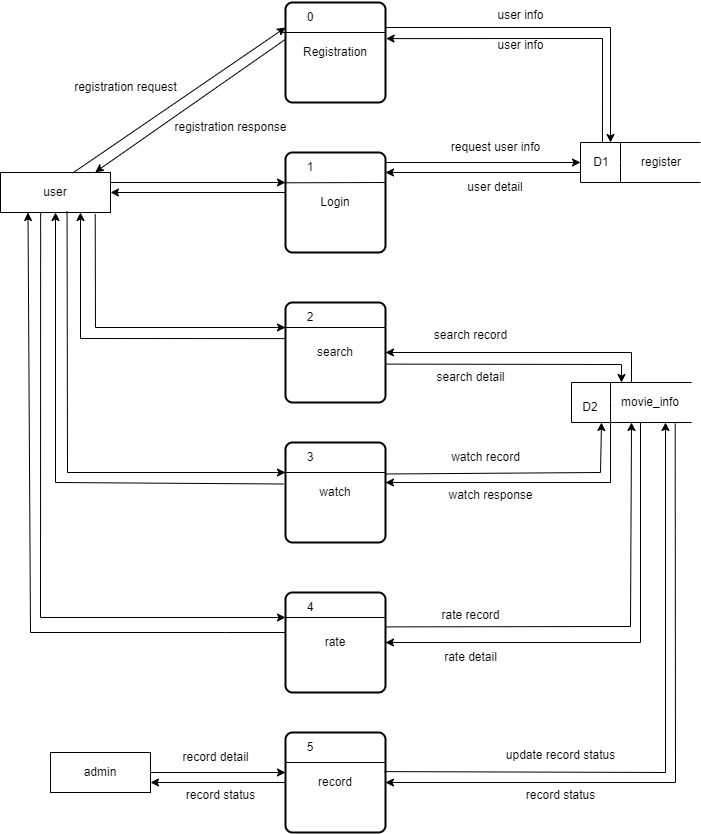 0
user info
Registration
user info
registration request
registration response
1
request user info
D1
register
user
user detail
Login
2
search record
search
search detail
D2
movie_info
3
watch record
watch
watch response
4
rate record
rate
rate detail
5
record detail
update record status
admin
record
record status
record status